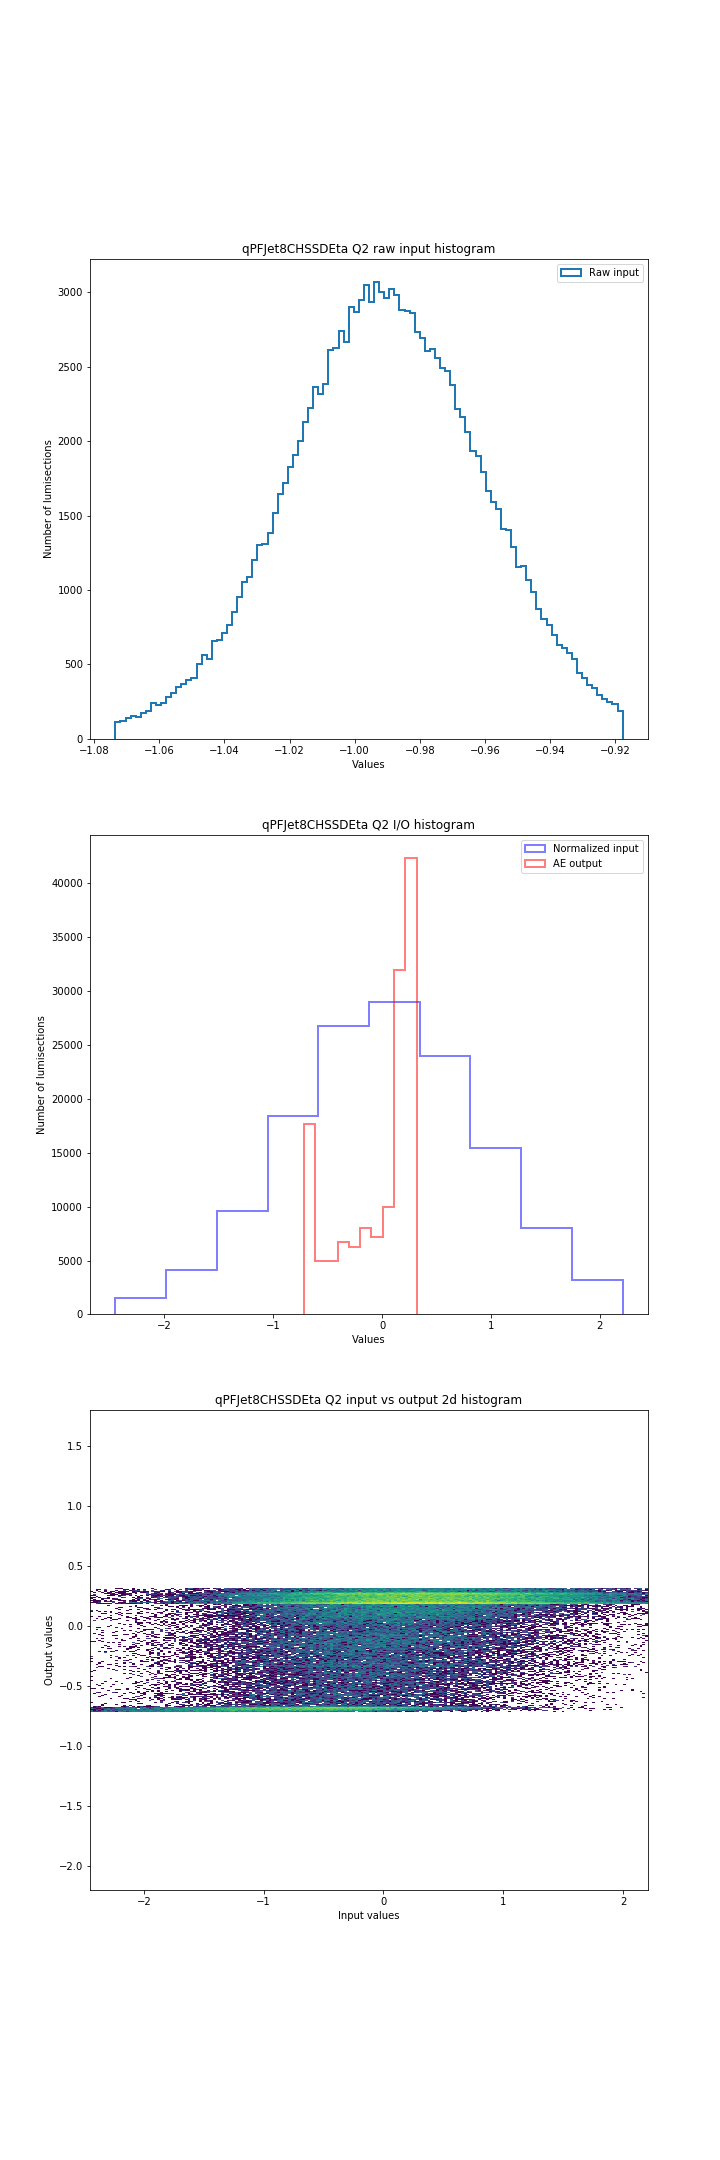 qPFJet8CHSSDEta Q2 raw input histogram
Raw input
3000
2500
2000
1500
1000
500
0
Number of lumisections
−1.08 −1.06 −1.04 −1.02 −1.00 −0.98 −0.96 −0.94 −0.92
Values
qPFJet8CHSSDEta Q2 I/O histogram
Normalized input
AE output
40000
35000
30000
25000
20000
15000
10000
5000
0
Number of lumisections
−2 −1 0 1 2
Values
qPFJet8CHSSDEta Q2 input vs output 2d histogram
1.5
1.0
0.5
0.0
−0.5
−1.0
−1.5
−2.0
Output values
−2 −1 0 1 2
Input values